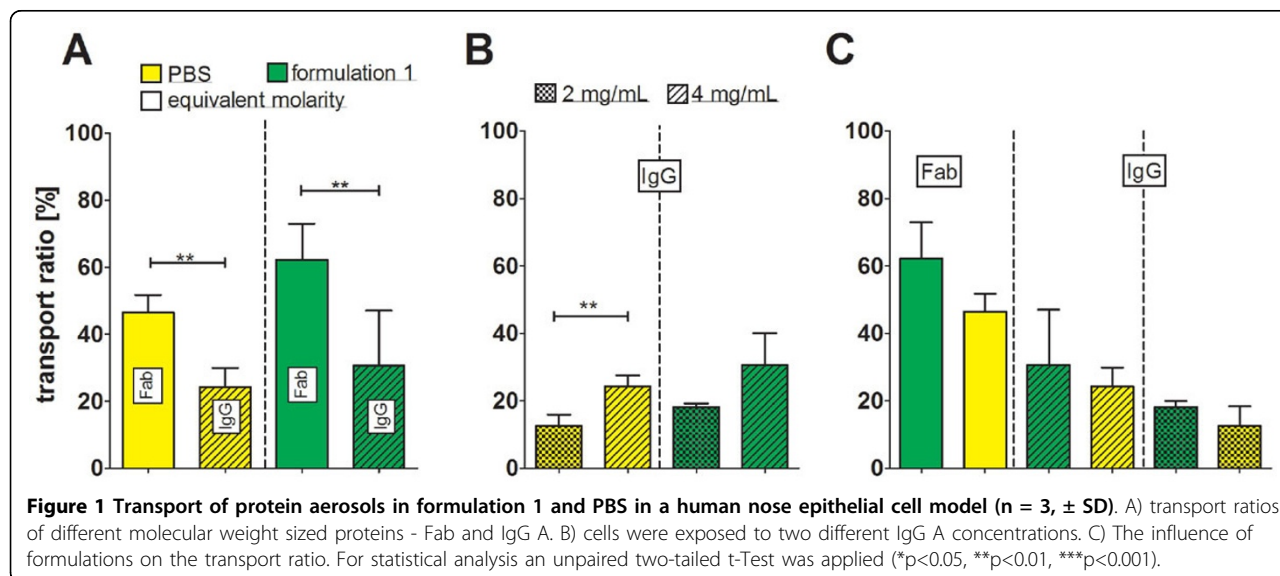 A
B
C
PBS
formulation 1
equivalent molarity
2 mg/mL
4 mg/mL
transport ratio [%]
100
80
60
40
20
0
**
**
Fab
IgG
Fab
IgG
100
80
60
40
20
0
**
IgG
100
80
60
40
20
0
Fab
IgG
Figure 1 Transport of protein aerosols in formulation 1 and PBS in a human nose epithelial cell model (n = 3, ± SD). A) transport ratios
of different molecular weight sized proteins - Fab and IgG A. B) cells were exposed to two different IgG A concentrations. C) The influence of
formulations on the transport ratio. For statistical analysis an unpaired two-tailed t-Test was applied (*p<0.05, **p<0.01, ***p<0.001).